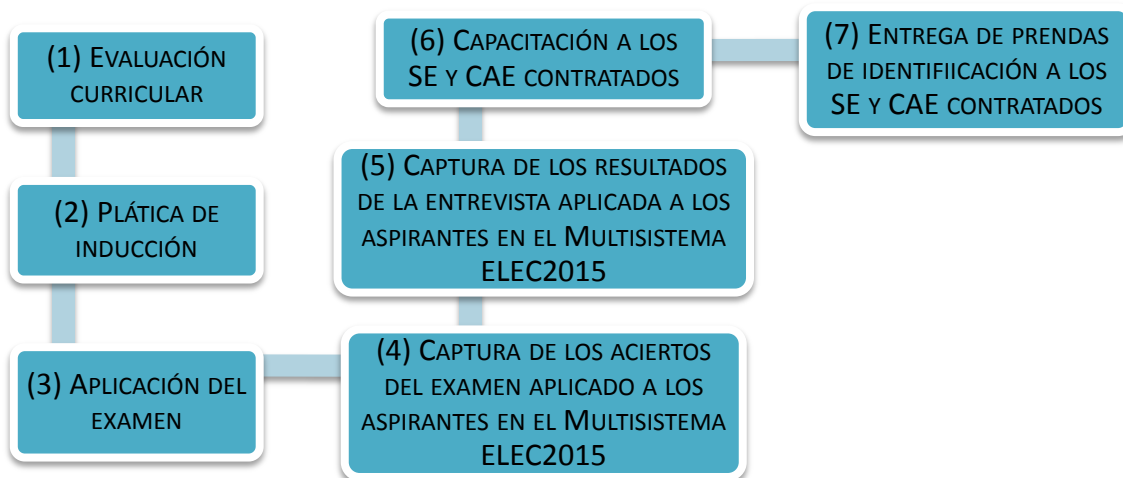 (1) Evaluación
curricular
(2) Plática de
inducción
(3) Aplicación del
examen
(4) Captura de los aciertos
del examen aplicado a los
aspirantes en el Multisistema
ELEC2015
(5) Captura de los resultados
de la entrevista aplicada a los
aspirantes en el Multisistema
ELEC2015
(6) Capacitación a los
SE y CAE contratados
(7) Entrega de prendas
de identifiicación a los
SE y CAE contratados